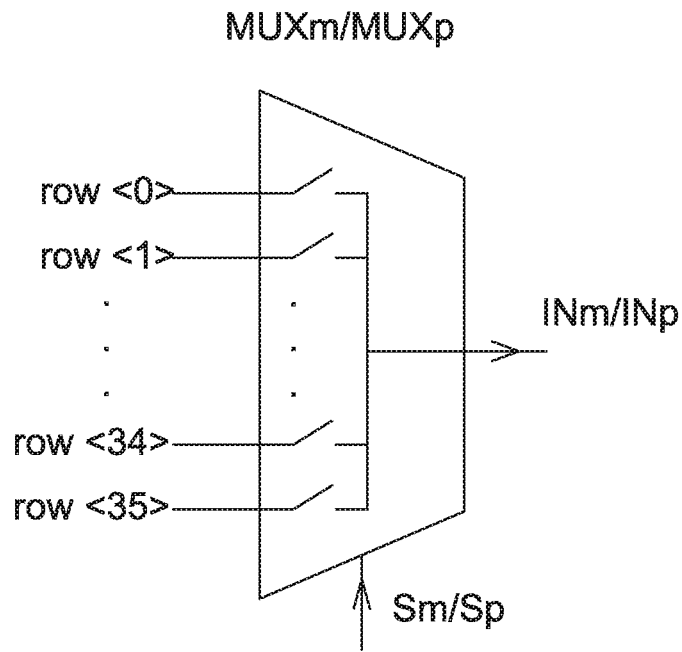 MUXm/MUXp
row <0>
row <1>
INm/INp
row <34>
row <35>
Sm/Sp